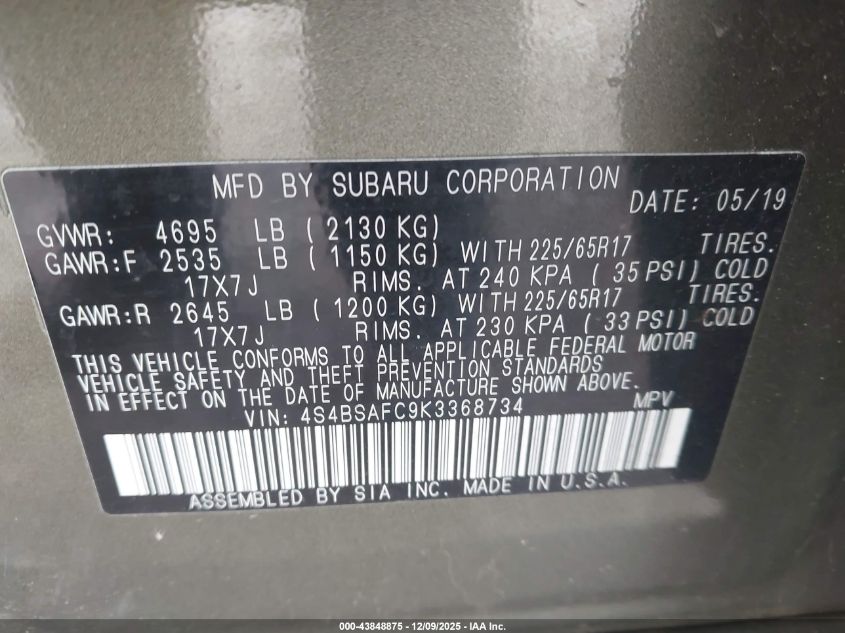 MFD BY SUBARU CORPORATION
DATE: 05/19
GVWR: 4695 LB ( 2130 KG)
GAWR:F 2535 LB ( 1150 KG) WITH 225/65R17 TIRES.
17X7J RIMS. AT 240 KPA ( 35 PSI) COLD
GAWR:R 2645 LB ( 1200 KG) WITH 225/65R17 TIRES.
17X7J RIMS. AT 230 KPA ( 33 PSI) COLD
THIS VEHICLE CONFORMS TO ALL APPLICABLE FEDERAL MOTOR
VEHICLE SAFETY AND THEFT PREVENTION STANDARDS
IN EFFECT ON THE DATE OF MANUFACTURE SHOWN ABOVE.
VIN: 4S4BSAFC9K3368734 MPV
ASSEMBLED BY SIA INC. MADE IN U.S.A.
000-43848875 - 12/09/2025 - IAA Inc.